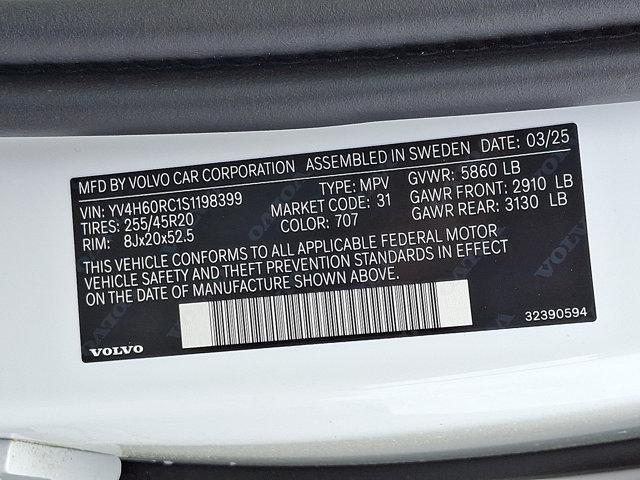 MFD BY VOLVO CAR CORPORATION ASSEMBLED IN SWEDEN DATE: 03/25
VIN: YV4H60RC1S1198399 TYPE: MPV GVWR: 5860 LB
TIRES: 255/45R20 MARKET CODE: 31 GAWR FRONT: 2910 LB
RIM: 8Jx20x52.5 COLOR: 707 GAWR REAR: 3130 LB
THIS VEHICLE CONFORMS TO ALL APPLICABLE FEDERAL MOTOR
VEHICLE SAFETY AND THEFT PREVENTION STANDARDS IN EFFECT
ON THE DATE OF MANUFACTURE SHOWN ABOVE.
32390594
VOLVO